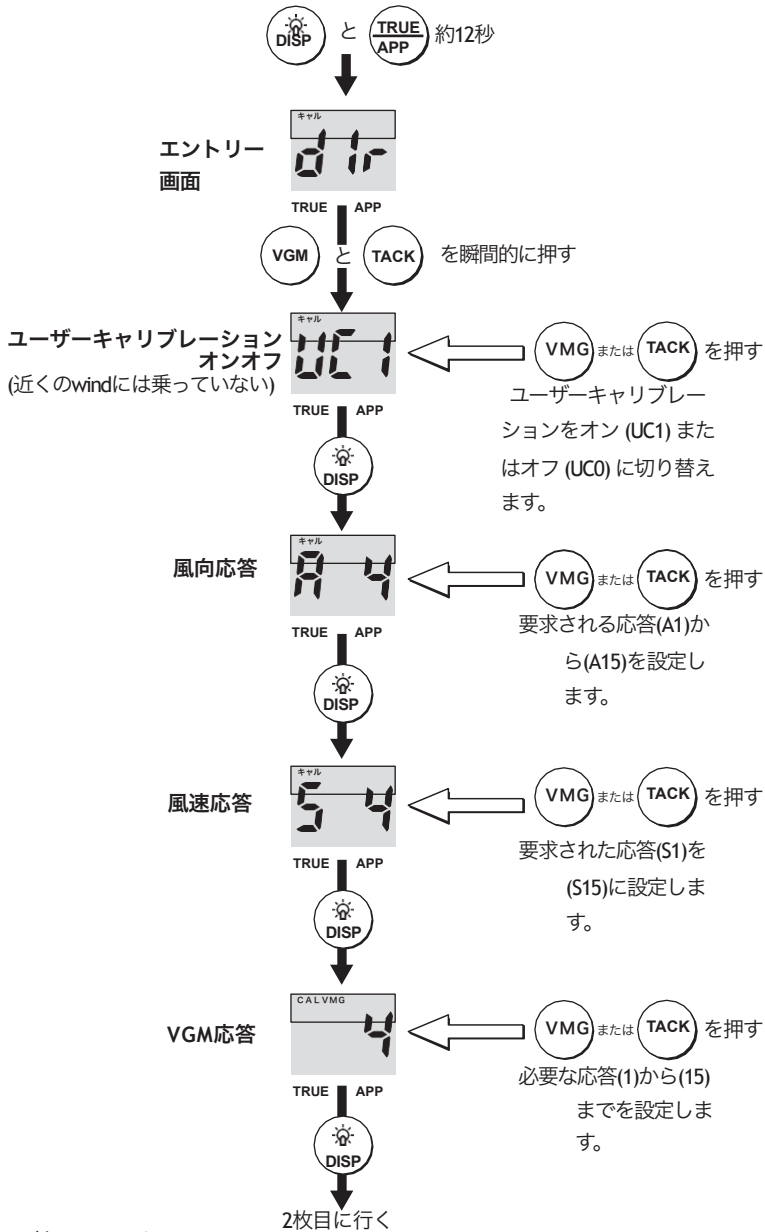 DISP と TRUE APP 約12秒
キャル
d1r
エントリー
画面
TRUE APP
VGM と TACK を瞬間的に押す
キャル
UC1
ユーザーキャリブレーション
オンオフ
(近くのwindには乗っていない)
VMG または TACK を押す
ユーザーキャリブレー
ションをオン (UC1) また
はオフ (UC0) に切り替え
ます。
TRUE APP
DISP
キャル
A 4
風向応答
VMG または TACK を押す
要求される応答(A1)か
ら(A15)を設定し
ます。
TRUE APP
DISP
キャル
S 4
風速応答
VMG または TACK を押す
要求された応答(S1)を
(S15)に設定しま
す。
TRUE APP
DISP
CALVMG
4
VGM応答
VMG または TACK を押す
必要な応答(1)から(15)
までを設定しま
す。
TRUE APP
DISP
2枚目に行く